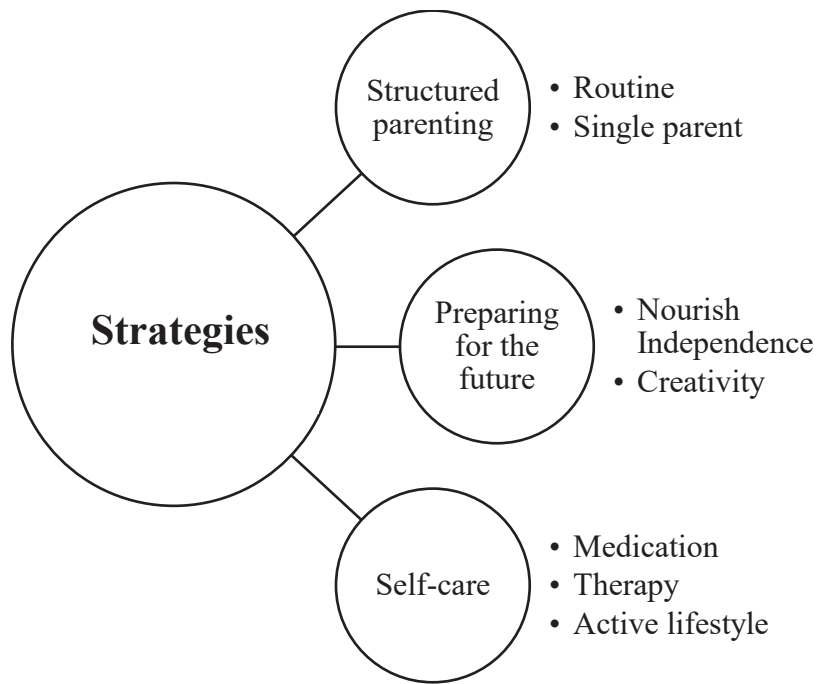 Strategies
Structured
parenting
• Routine
• Single parent
Preparing
for the
future
• Nourish
Independence
• Creativity
Self-care
• Medication
• Therapy
• Active lifestyle